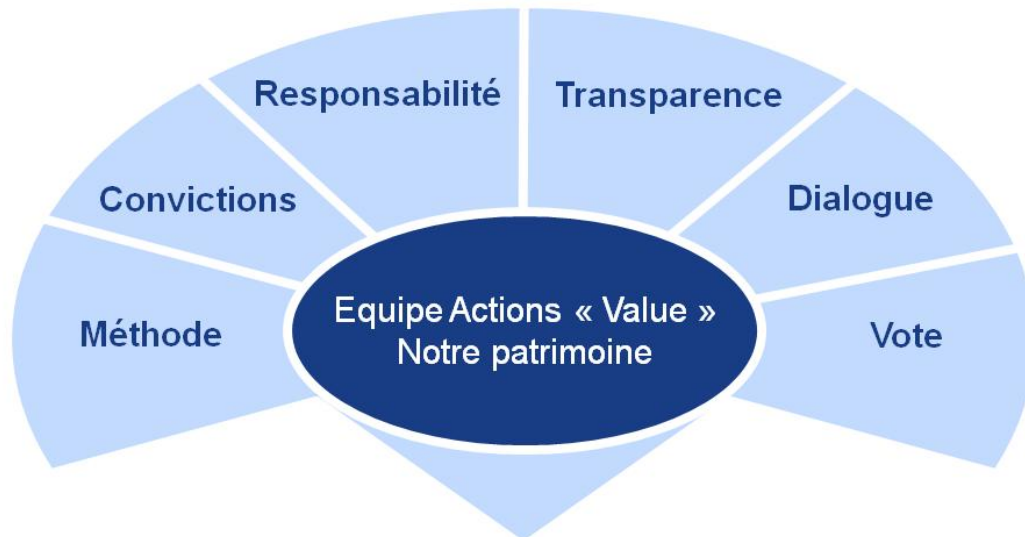 Responsabilité
Transparence
Convictions
Dialogue
Méthode
Equipe Actions « Value »
Notre patrimoine
Vote